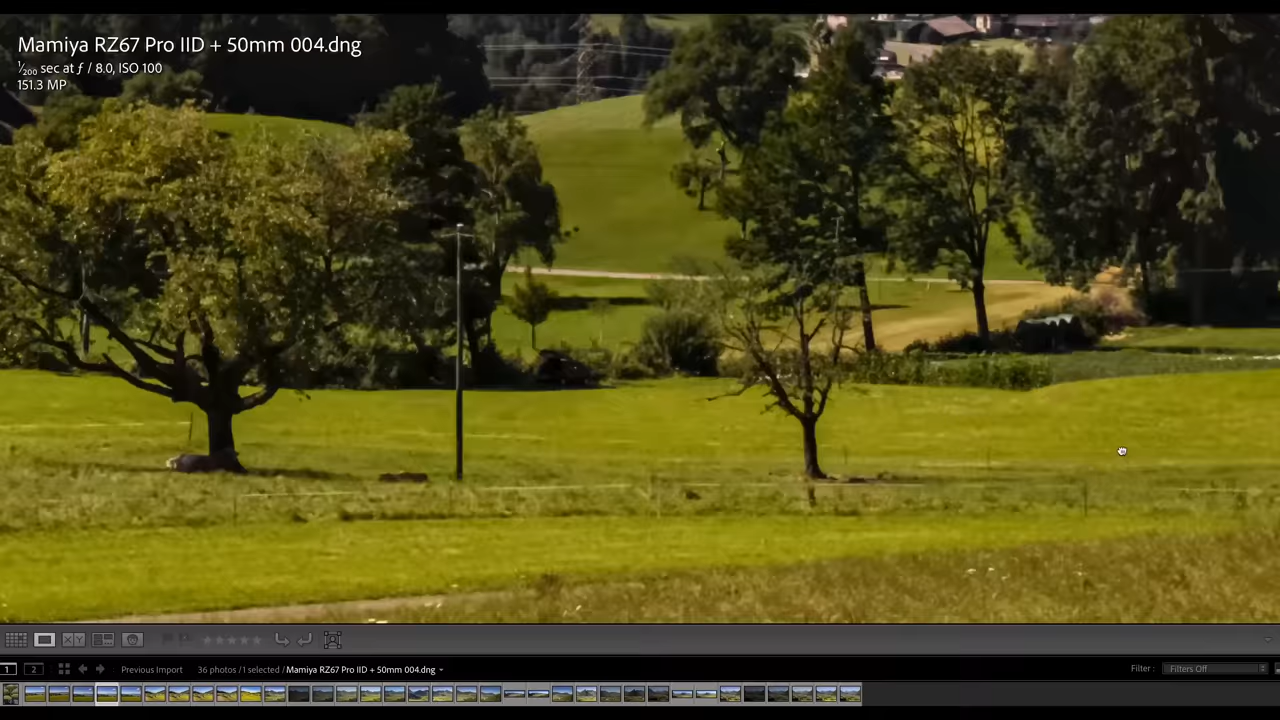 Mamiya RZ67 Pro IID + 50mm 004.dng
1/200 sec at ƒ / 8.0, ISO 100
151.3 MP
X Y
1 2 Previous Import 36 photos / 1 selected / Mamiya RZ67 Pro IID + 50mm 004.dng Filter : Filters Off